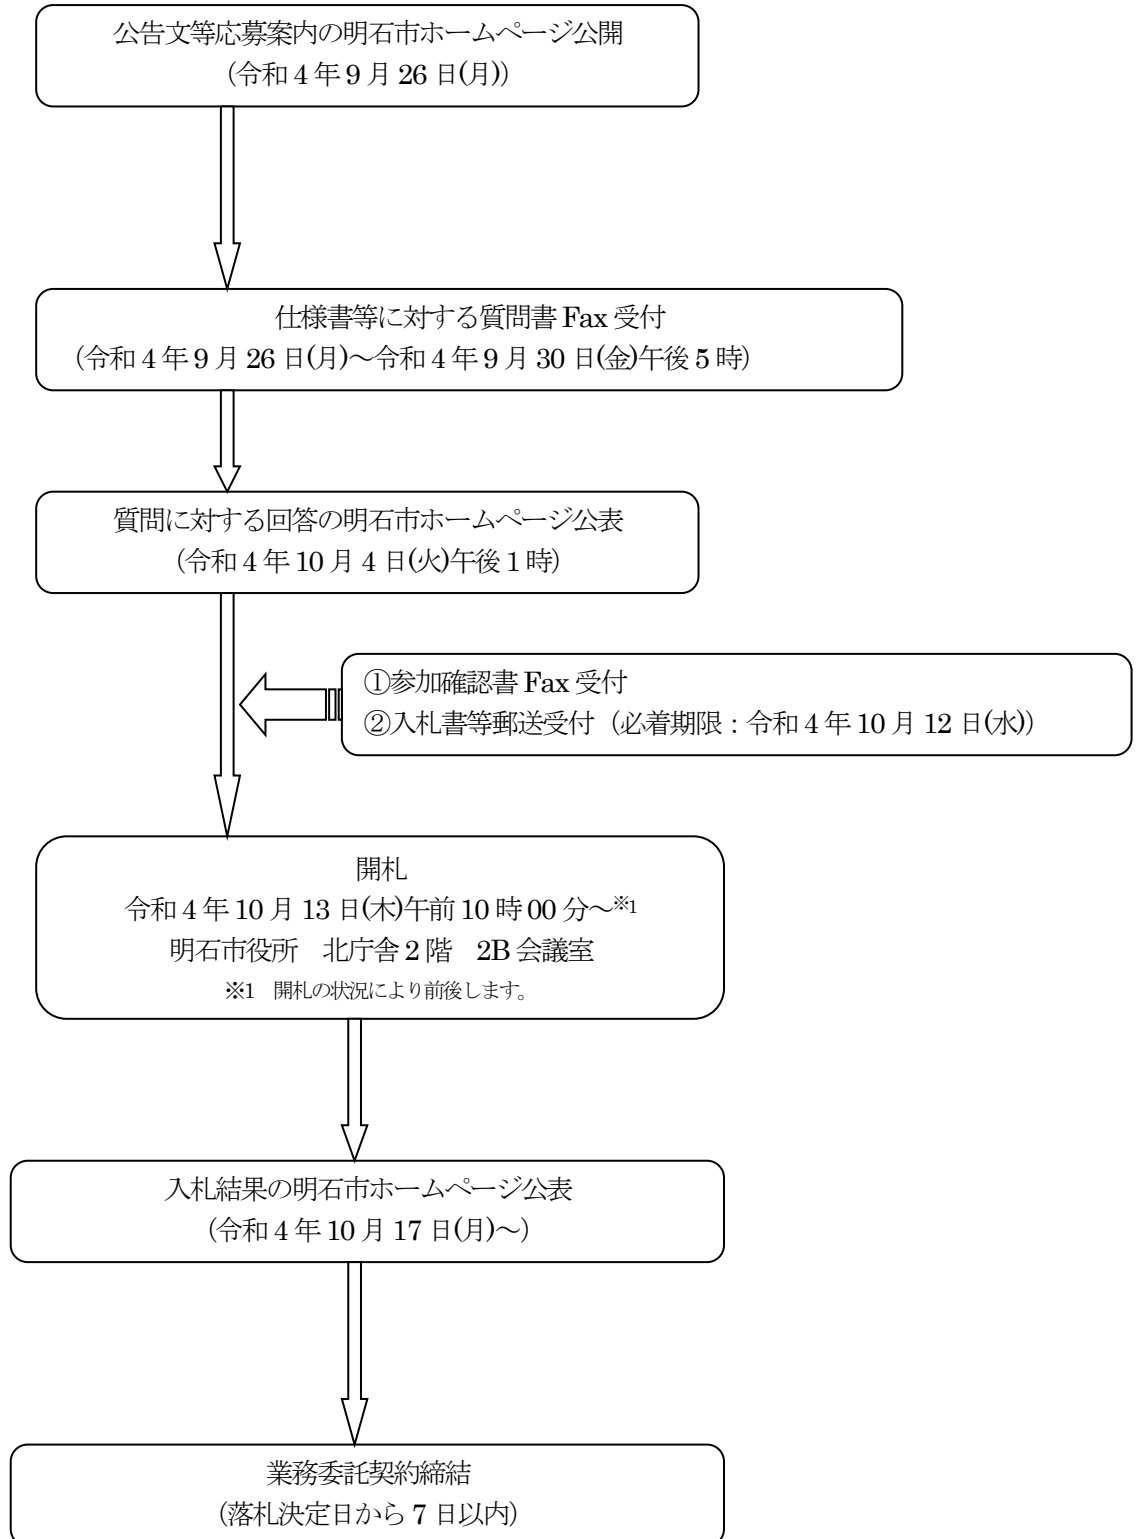 公告文等応募案内の明石市ホームページ公開
(令和4年9月26日(月))
仕様書等に対する質問書 Fax 受付
(令和4年9月26日(月)～令和4年9月30日(金)午後5時)
質問に対する回答の明石市ホームページ公表
(令和4年10月4日(火)午後1時)
①参加確認書 Fax 受付
②入札書等郵送受付（必着期限：令和4年10月12日(水)）
開札
令和4年10月13日(木)午前10時00分～※1
明石市役所　北庁舎2階　2B会議室
※1　開札の状況により前後します。
入札結果の明石市ホームページ公表
(令和4年10月17日(月)～)
業務委託契約締結
(落札決定日から7日以内)